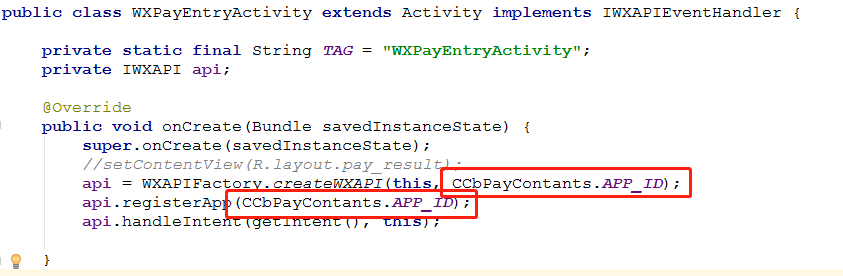 public class WXPayEntryActivity extends Activity implements IWXAPIEventHandler {
private static final String TAG = "WXPayEntryActivity";
private IWXAPI api;
@Override
public void onCreate(Bundle savedInstanceState) {
super.onCreate(savedInstanceState);
//setContentView(R.layout.pay_result);
api = WXAPIFactory.createWXAPI(this, CCbPayContants.APP_ID);
api.registerApp(CCbPayContants.APP_ID);
api.handleIntent(getIntent(), this);
}